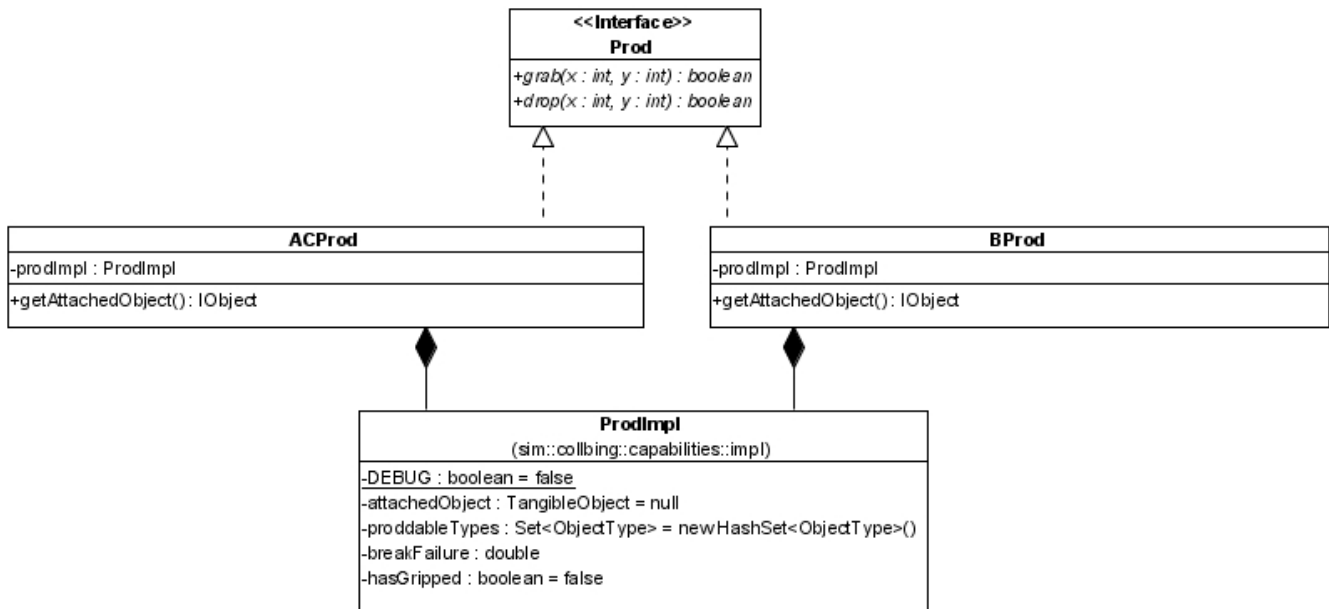 <<Interface>>
Prod
+grab(x : int, y : int) : boolean
+drop(x : int, y : int) : boolean
ACProd
-prodImpl : ProdImpl
+getAttachedObject() : IObject
BProd
-prodImpl : ProdImpl
+getAttachedObject() : IObject
ProdImpl
(sim::collbing::capabilities::impl)
-DEBUG : boolean = false
-attachedObject : TangibleObject = null
-proddableTypes : Set<ObjectType> = newHashSet<ObjectType>()
-breakFailure : double
-hasGripped : boolean = false